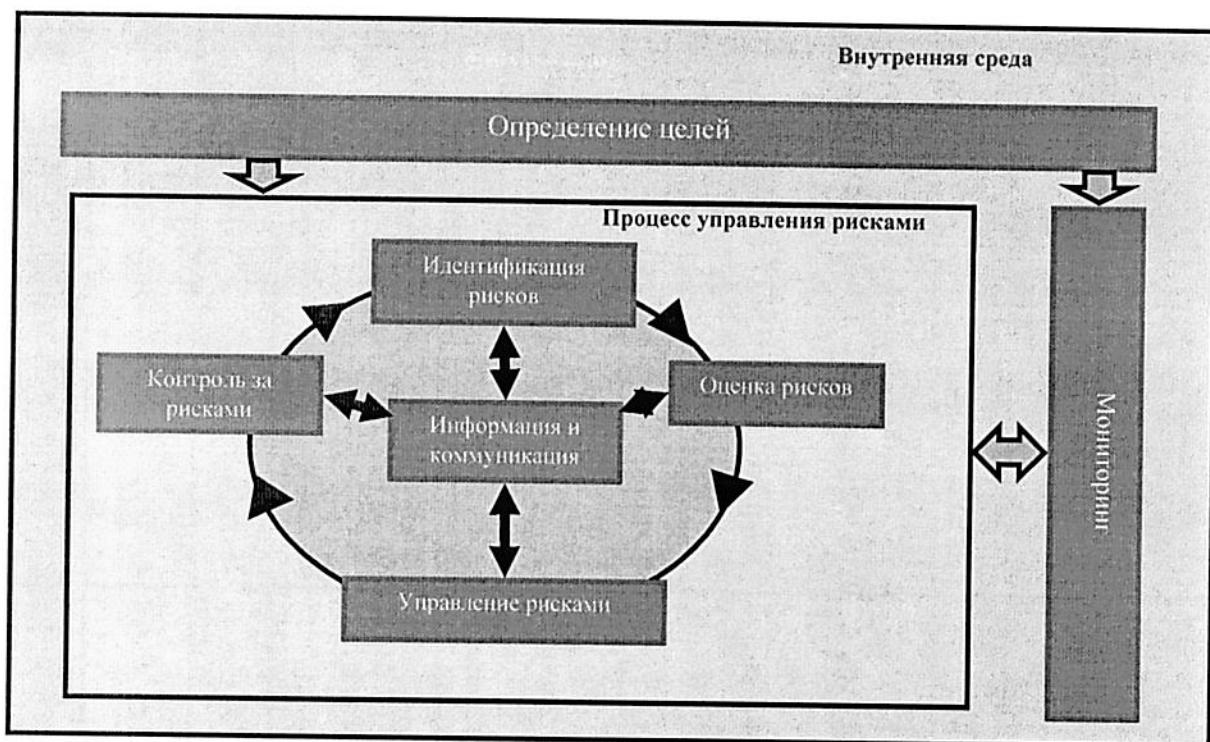 Внутренняя среда
Определение целей
Процесс управления рисками
Идентификация
рисков
Контроль за
рисками
Оценка рисков
Информация и
коммуникация
Управление рисками
Мониторинг